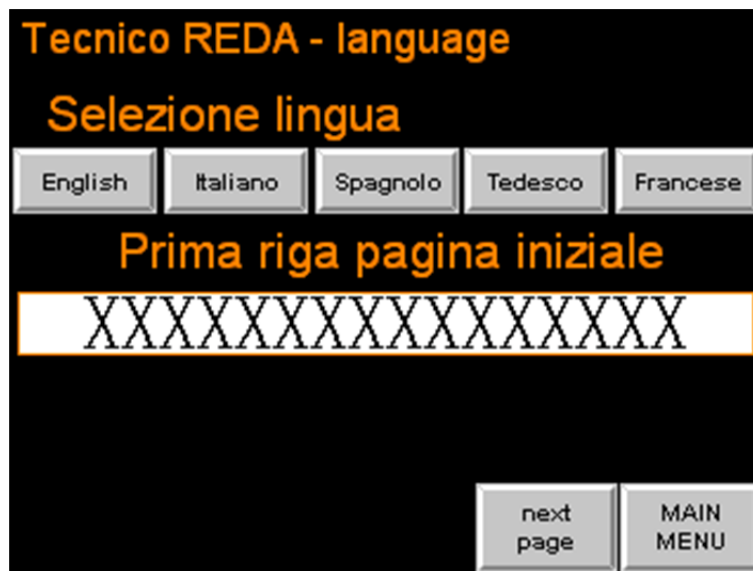 Tecnico REDA - language
Selezione lingua
English Italiano Spagnolo Tedesco Francese
Prima riga pagina iniziale
XXXXXXXXXXXXXXXX
next page MAIN MENU